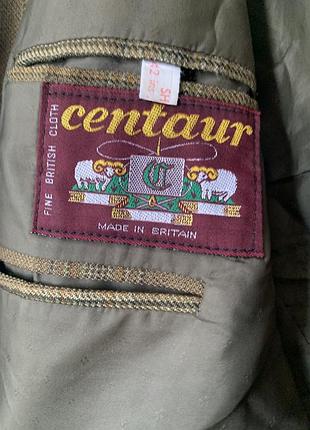 centaur
FINE BRITISH CLOTH
C
MADE IN BRITAIN